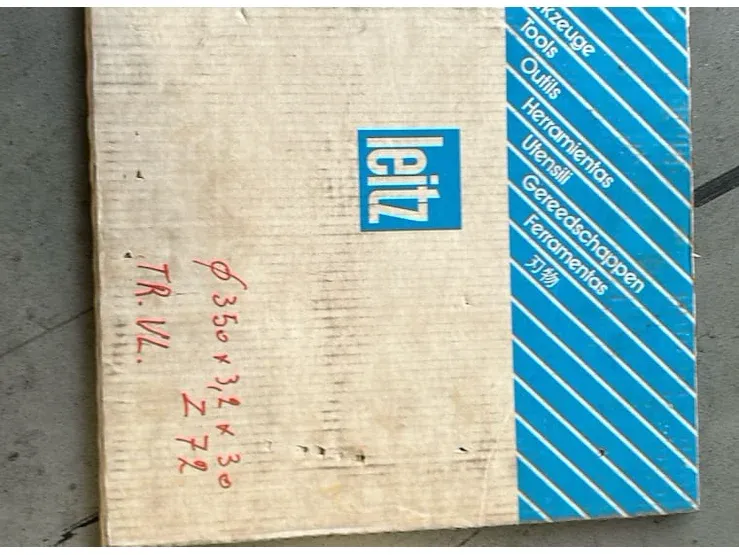 kzeuge
Tools
Outils
Herramientas
Utensili
Gereedschappen
Ferramentas
刃物
leitz
∅ 350 x 3,2 x 30
Z 72
TR. VL.